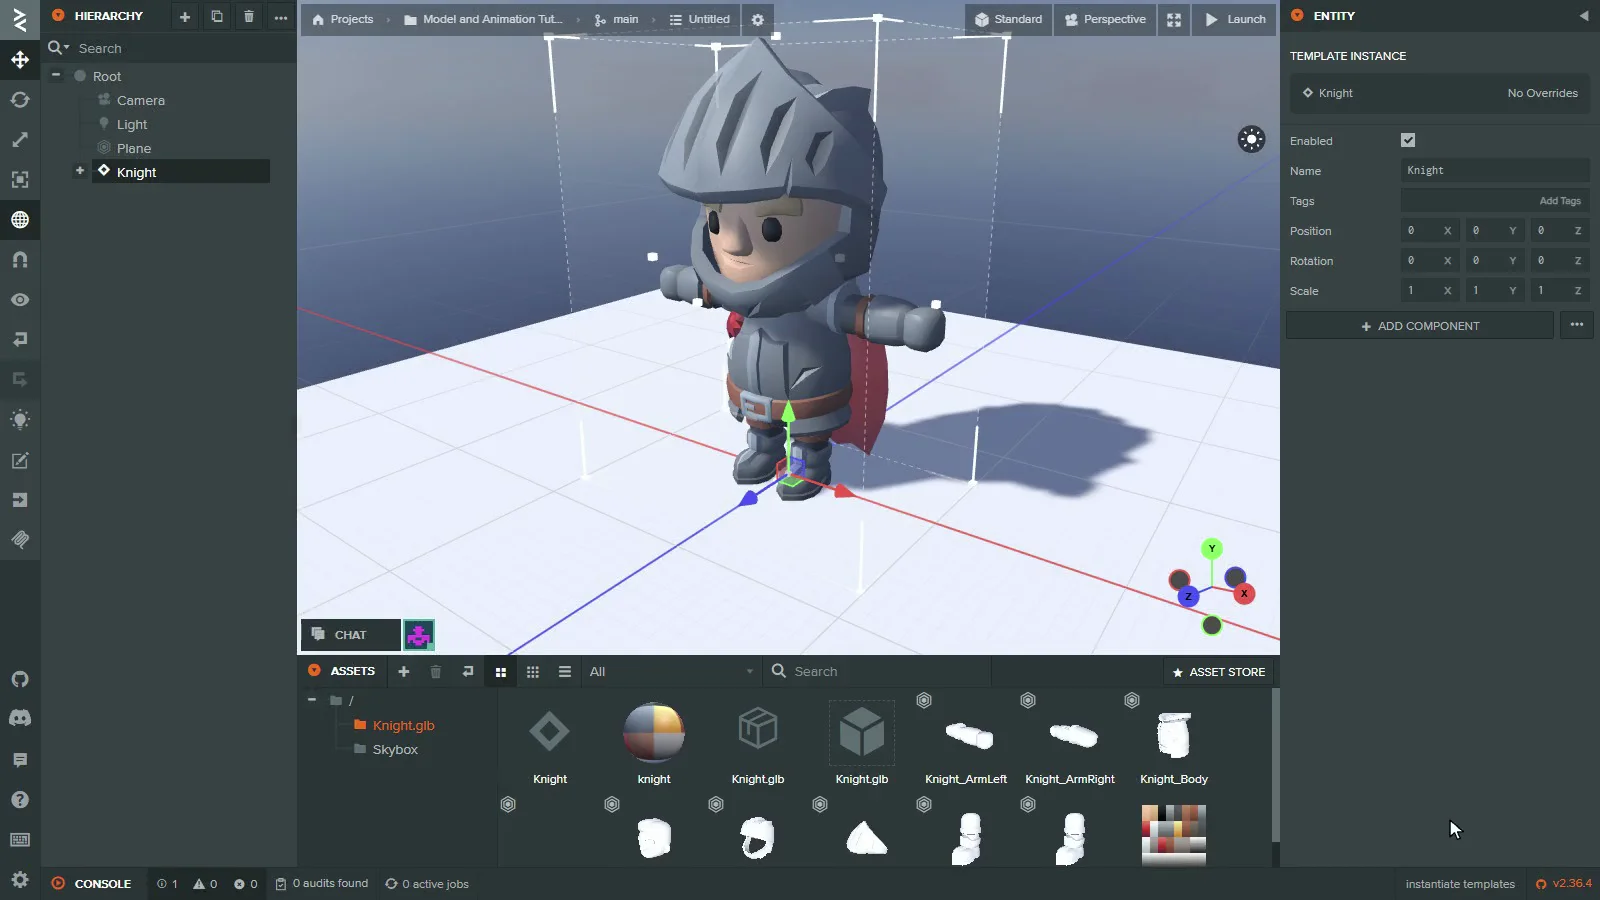 HIERARCHY
Search
Root
Camera
Light
Plane
Knight
Projects
Model and Animation Tut...
main
Untitled
Standard
Perspective
Launch
Y
Z
X
CHAT
ENTITY
TEMPLATE INSTANCE
Knight No Overrides
Enabled
Name Knight
Tags Add Tags
Position 0 X 0 Y 0 Z
Rotation 0 X 0 Y 0 Z
Scale 1 X 1 Y 1 Z
ADD COMPONENT
ASSETS
All
Search
ASSET STORE
/
Knight.glb
Skybox
Knight
knight
Knight.glb
Knight.glb
Knight_ArmLeft
Knight_ArmRight
Knight_Body
CONSOLE
1
0
0
0 audits found
0 active jobs
instantiate templates
v2.36.4